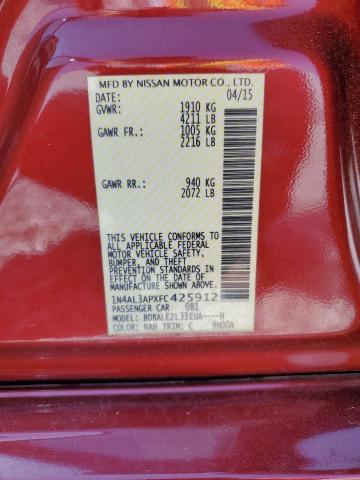 MFD BY NISSAN MOTOR CO., LTD.
DATE: 04/15
GVWR: 1910 KG
4211 LB
GAWR FR.: 1005 KG
2216 LB
GAWR RR.: 940 KG
2072 LB
THIS VEHICLE CONFORMS TO
ALL APPLICABLE FEDERAL
MOTOR VEHICLE SAFETY,
BUMPER, AND THEFT
PREVENTION STANDARDS
IN EFFECT ON THE
DATE OF MANUFACTURE
SHOWN ABOVE.
1N4AL3APXFC425912
PASSENGER CAR 081
MODEL: BDBALE2L33EUA----H
COLOR: NAH TRIM: C 9N00A